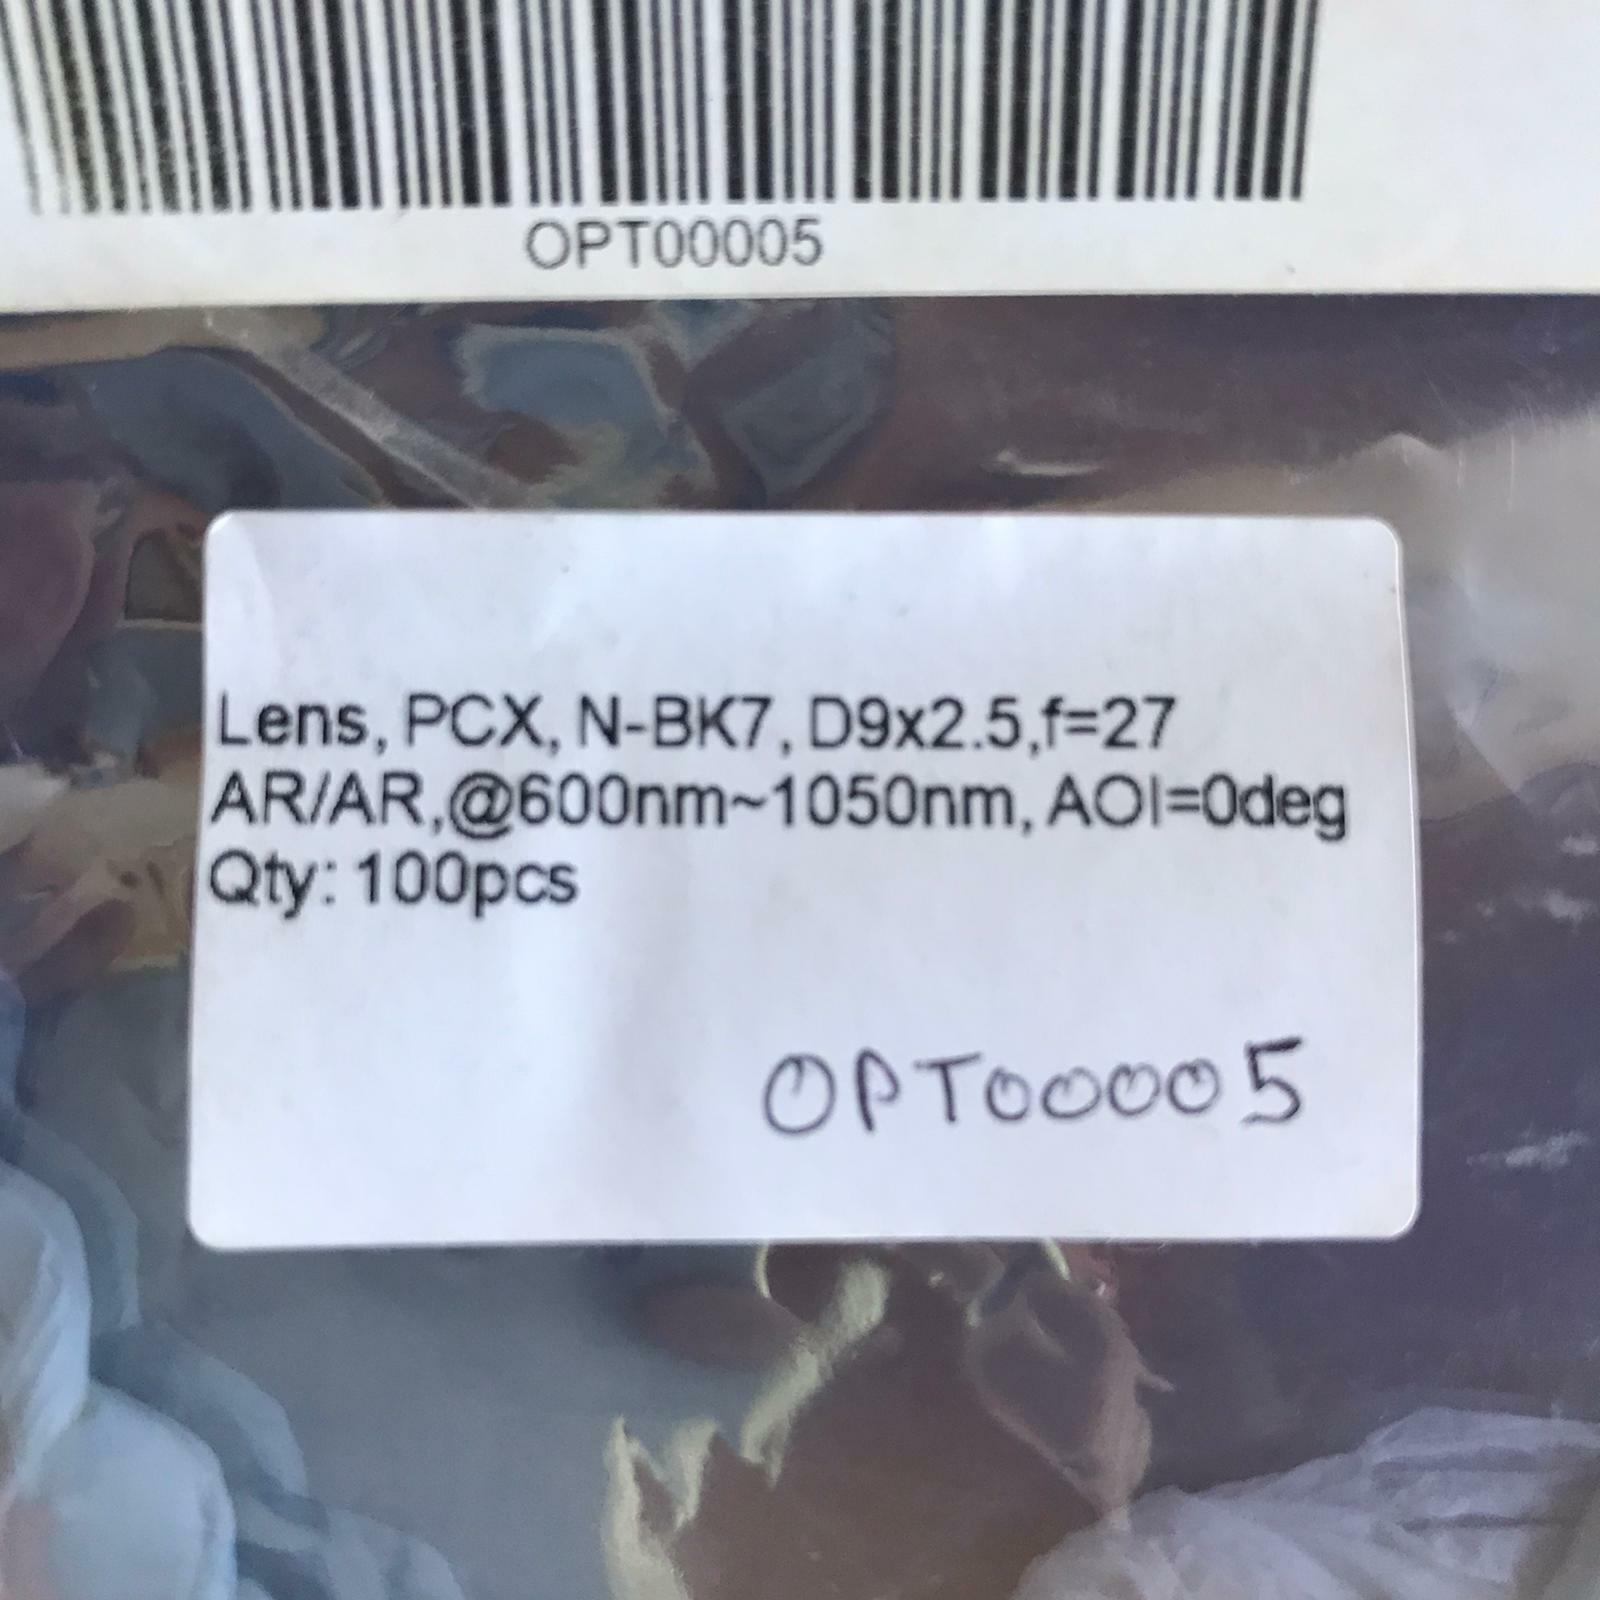 OPT00005
Lens, PCX, N-BK7, D9x2.5,f=27
AR/AR,@600nm~1050nm, AOI=0deg
Qty: 100pcs
OPT00005